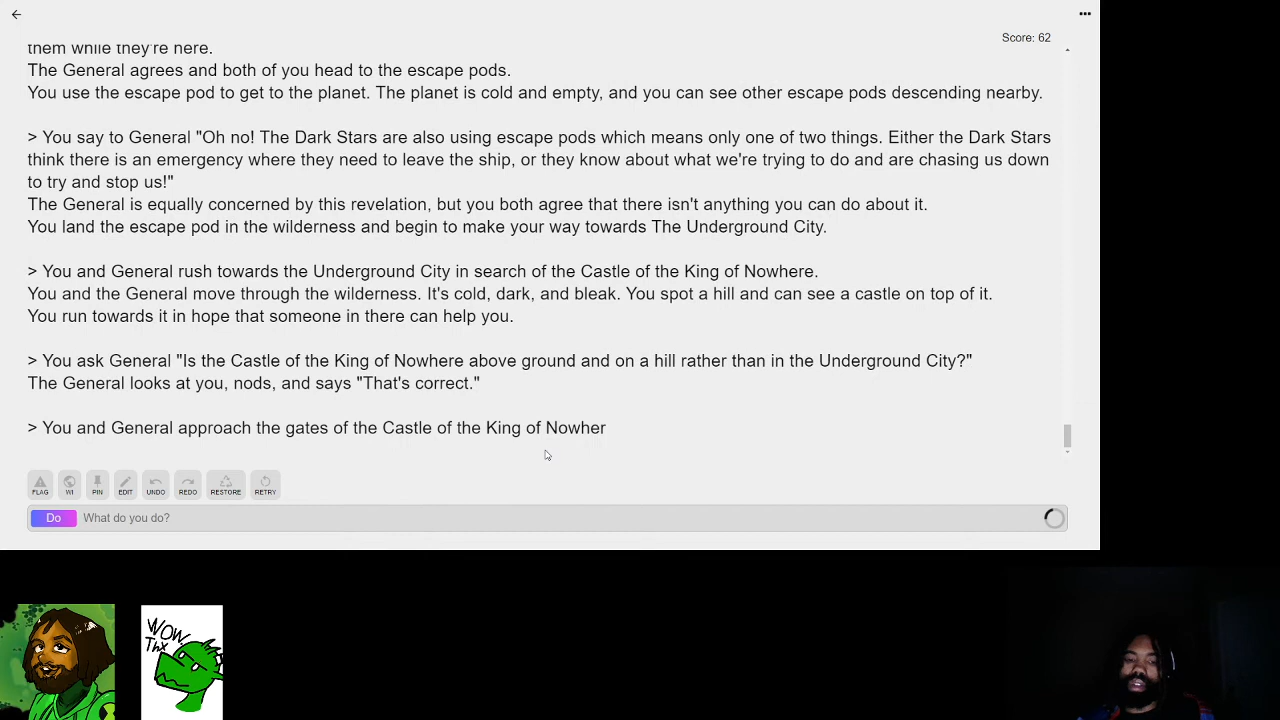 Score: 62
them while they're here.
The General agrees and both of you head to the escape pods.
You use the escape pod to get to the planet. The planet is cold and empty, and you can see other escape pods descending nearby.
> You say to General "Oh no! The Dark Stars are also using escape pods which means only one of two things. Either the Dark Stars
think there is an emergency where they need to leave the ship, or they know about what we're trying to do and are chasing us down
to try and stop us!"
The General is equally concerned by this revelation, but you both agree that there isn't anything you can do about it.
You land the escape pod in the wilderness and begin to make your way towards The Underground City.
> You and General rush towards the Underground City in search of the Castle of the King of Nowhere.
You and the General move through the wilderness. It's cold, dark, and bleak. You spot a hill and can see a castle on top of it.
You run towards it in hope that someone in there can help you.
> You ask General "Is the Castle of the King of Nowhere above ground and on a hill rather than in the Underground City?"
The General looks at you, nods, and says "That's correct."
> You and General approach the gates of the Castle of the King of Nowher
FLAG WI PIN EDIT UNDO REDO RESTORE RETRY
Do What do you do?
WOW
Thx